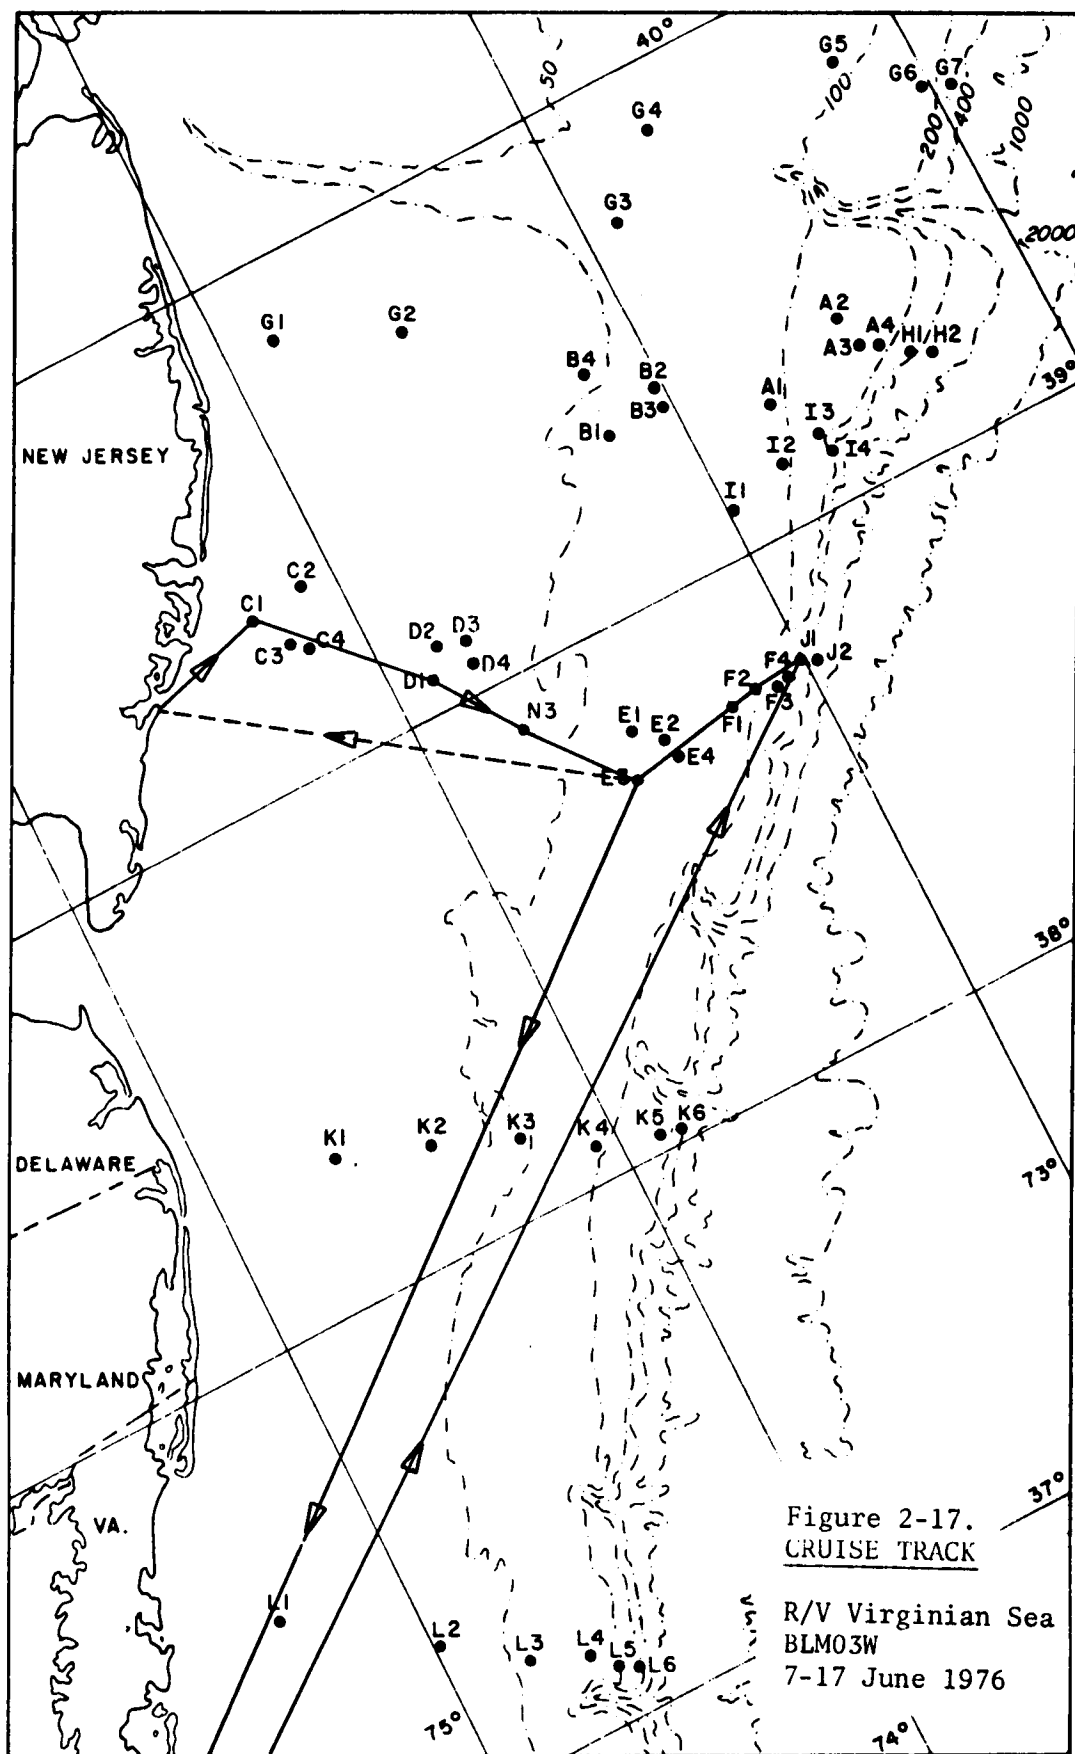 40°
50
G5
100
G6
G7
200
400
1000
G4
G3
2000
G1
G2
A2
A4
A3
H1
H2
39°
B4
B2
B3
B1
A1
I3
I2
I4
NEW JERSEY
I1
C2
C1
C3
C4
D2
D3
D4
D1
J1
J2
F4
F2
F3
F1
N3
E1
E2
E4
38°
K1
K2
K3
K4
K5
K6
DELAWARE
73°
MARYLAND
37°
VA.
Figure 2-17.
CRUISE TRACK
R/V Virginian Sea
BLM03W
7-17 June 1976
L1
L2
L3
L4
L5
L6
75°
74°